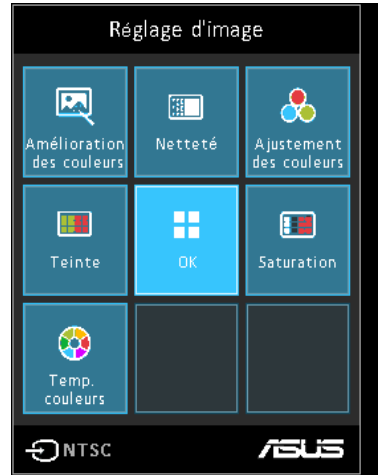 Réglage d'image
Amélioration
des couleurs
Netteté
Ajustement
des couleurs
Teinte
OK
Saturation
Temp.
couleurs
NTSC
ASUS